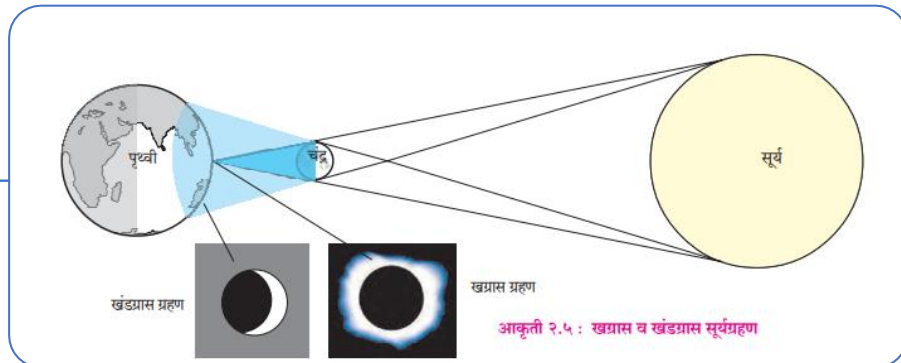 पृथ्वी
चंद्र
सूर्य
खंडग्रास ग्रहण
खग्रास ग्रहण
आकृती २.५ : खग्रास व खंडग्रास सूर्यग्रहण